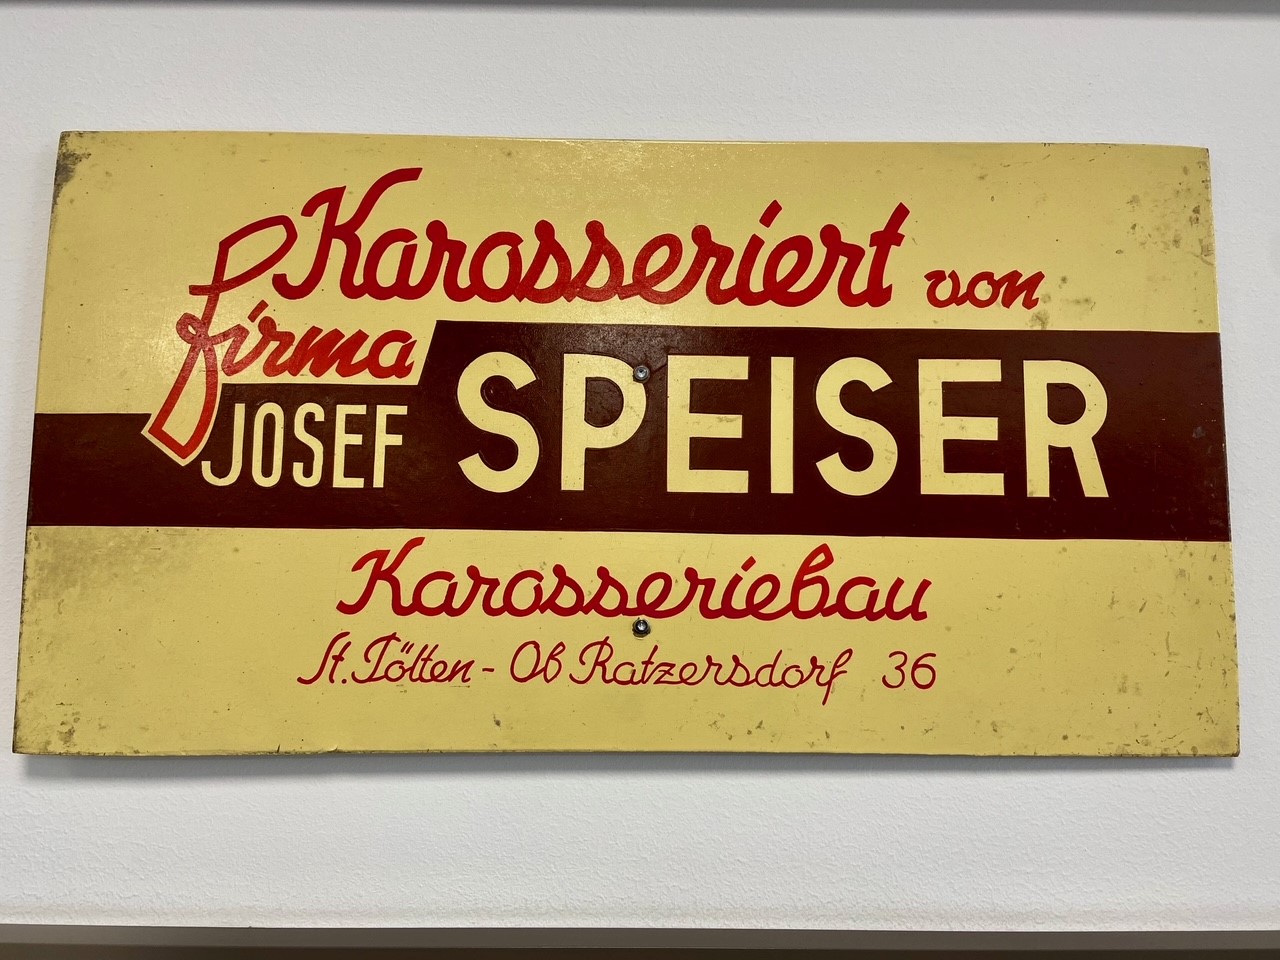 Karosseriert von
firma
JOSEF SPEISER
Karosseriebau
St. Pölten - Ob Ratzersdorf 36